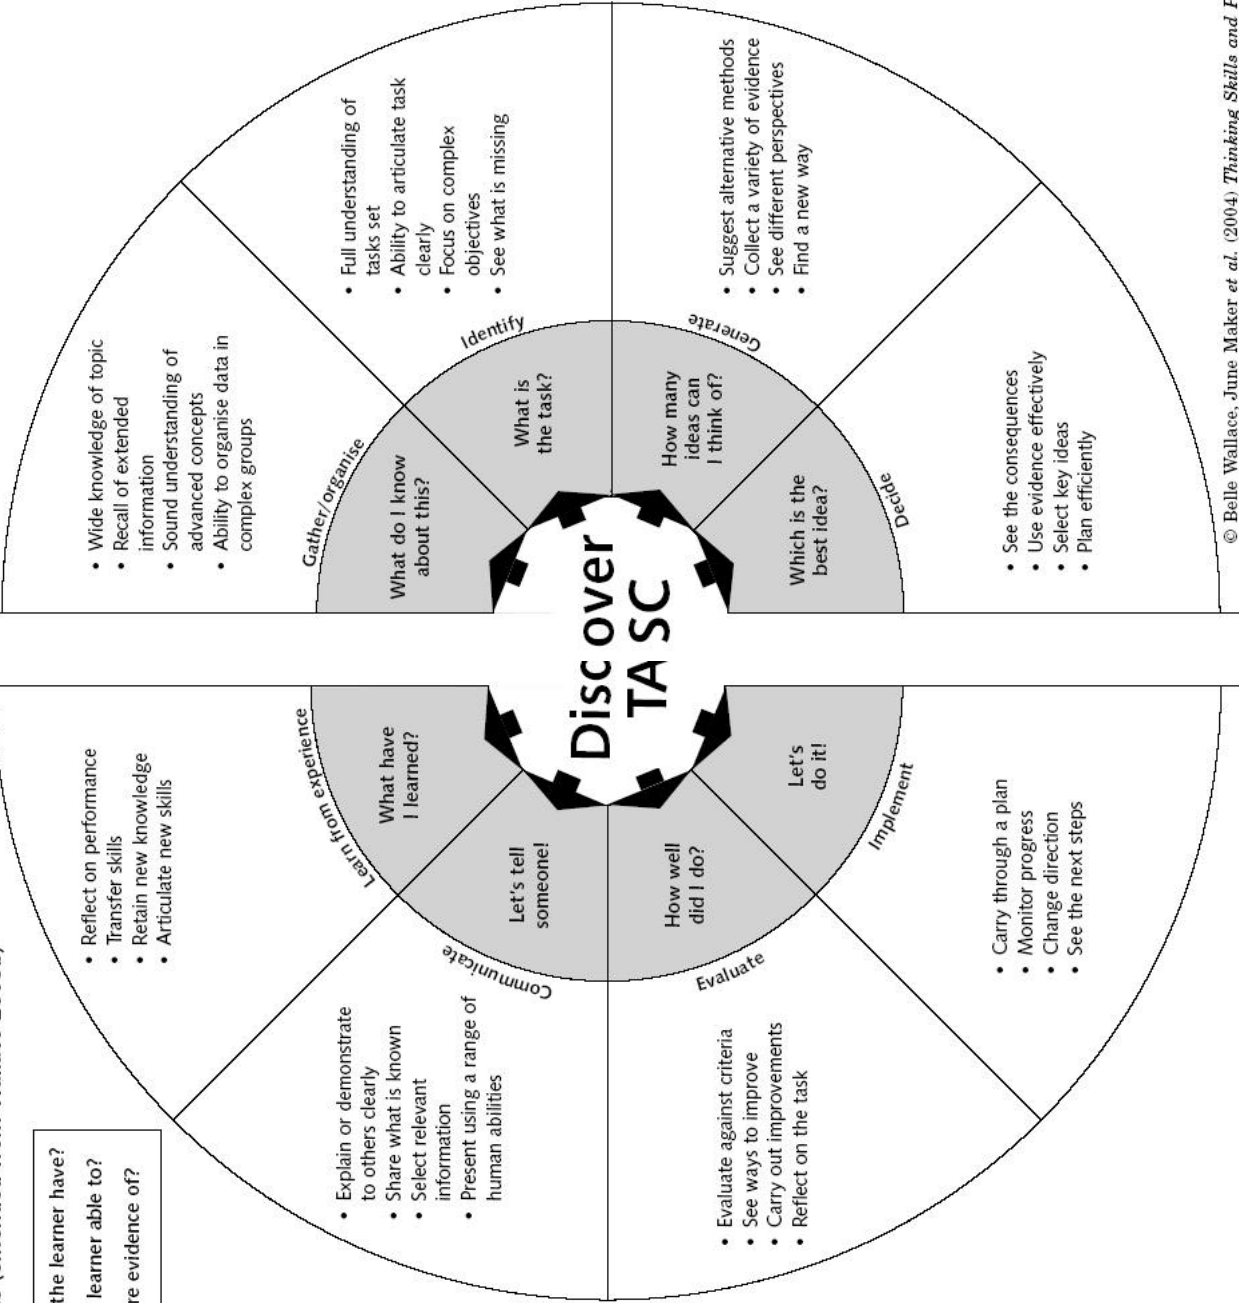 the learner have?
learner able to?
re evidence of?
Discover
TASC
Gather/organise
What do I know
about this?
• Wide knowledge of topic
• Recall of extended
information
• Sound understanding of
advanced concepts
• Ability to organise data in
complex groups
Identify
What is
the task?
• Full understanding of
tasks set
• Ability to articulate task
clearly
• Focus on complex
objectives
• See what is missing
Generate
How many
ideas can
I think of?
• Suggest alternative methods
• Collect a variety of evidence
• See different perspectives
• Find a new way
Decide
Which is the
best idea?
• See the consequences
• Use evidence effectively
• Select key ideas
• Plan efficiently
Implement
Let's
do it!
• Carry through a plan
• Monitor progress
• Change direction
• See the next steps
Evaluate
How well
did I do?
• Evaluate against criteria
• See ways to improve
• Carry out improvements
• Reflect on the task
Communicate
Let's tell
someone!
• Explain or demonstrate
to others clearly
• Share what is known
• Select relevant
information
• Present using a range of
human abilities
Learn from experience
What have
I learned?
• Reflect on performance
• Transfer skills
• Retain new knowledge
• Articulate new skills
© Belle Wallace, June Maker et al. (2004) Thinking Skills and